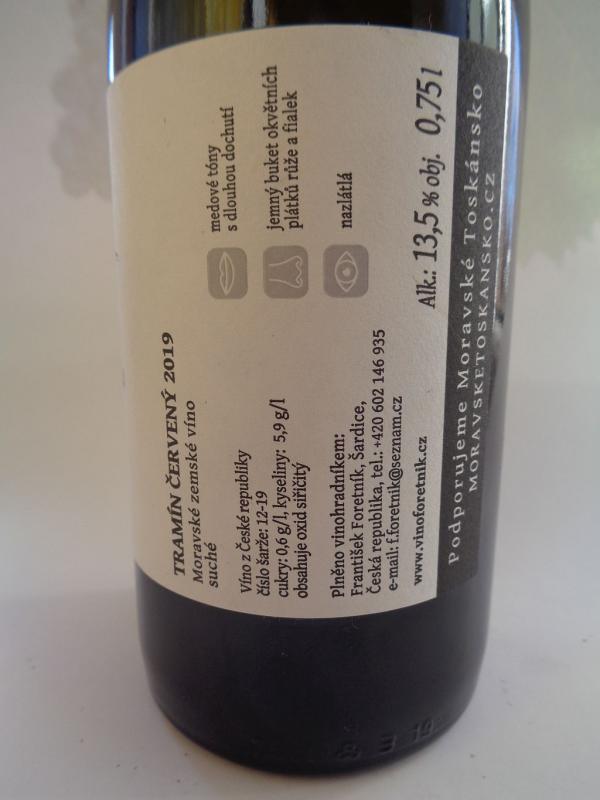 TRAMÍN ČERVENÝ 2019
Moravské zemské víno
suché
Víno z České republiky
číslo šarže: 12-19
cukry: 0,6 g/l, kyseliny: 5,9 g/l
obsahuje oxid siřičitý
Plněno vinohradníkem:
František Foretník, Šardice,
Česká republika, tel.: +420 602 146 935
e-mail: f.foretnik@seznam.cz
www.vinoforetnik.cz
medové tóny
s dlouhou dochutí
jemný buket okvětních
plátků růže a fialek
nazlátlá
Alk.: 13,5 % obj. 0,75 l
Podporujeme Moravské Toskánsko
MORAVSKETOSKANSKO.CZ